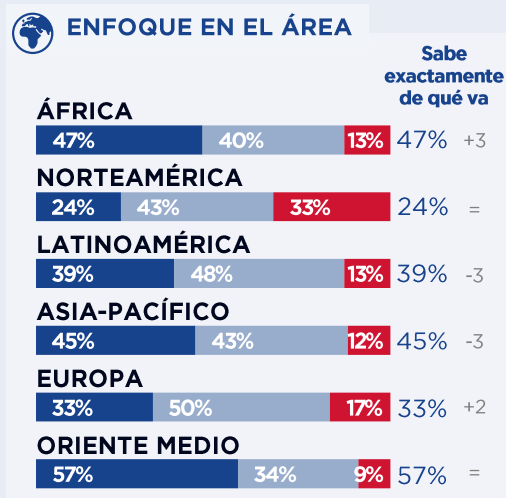 ENFOQUE EN EL ÁREA
Sabe
exactamente
de qué va
ÁFRICA
47% 40% 13% 47% +3
NORTEAMÉRICA
24% 43% 33% 24% =
LATINOAMÉRICA
39% 48% 13% 39% -3
ASIA-PACÍFICO
45% 43% 12% 45% -3
EUROPA
33% 50% 17% 33% +2
ORIENTE MEDIO
57% 34% 9% 57% =